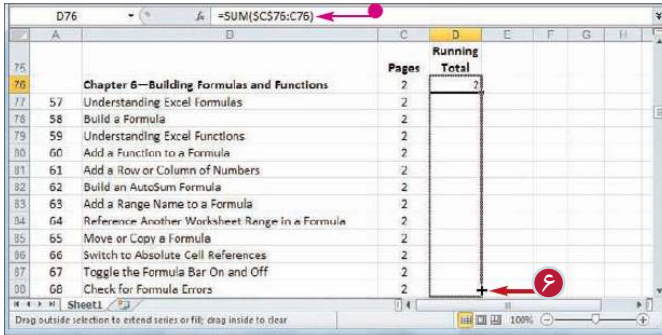 D76 fx =SUM($C$76:C76)
A B C D E F G H
75 Pages Running Total
76 Chapter 6—Building Formulas and Functions 2 2
77 57 Understanding Excel Formulas 2
78 58 Build a Formula 2
79 59 Understanding Excel Functions 2
80 60 Add a Function to a Formula 2
81 61 Add a Row or Column of Numbers 2
82 62 Build an AutoSum Formula 2
83 63 Add a Range Name to a Formula 2
84 64 Reference Another Worksheet Range in a Formula 2
85 65 Move or Copy a Formula 2
86 66 Switch to Absolute Cell References 2
87 67 Toggle the Formula Bar On and Off 2
88 68 Check for Formula Errors 2
۶
Sheet1
Drag outside selection to extend series or fill; drag inside to clear 100%